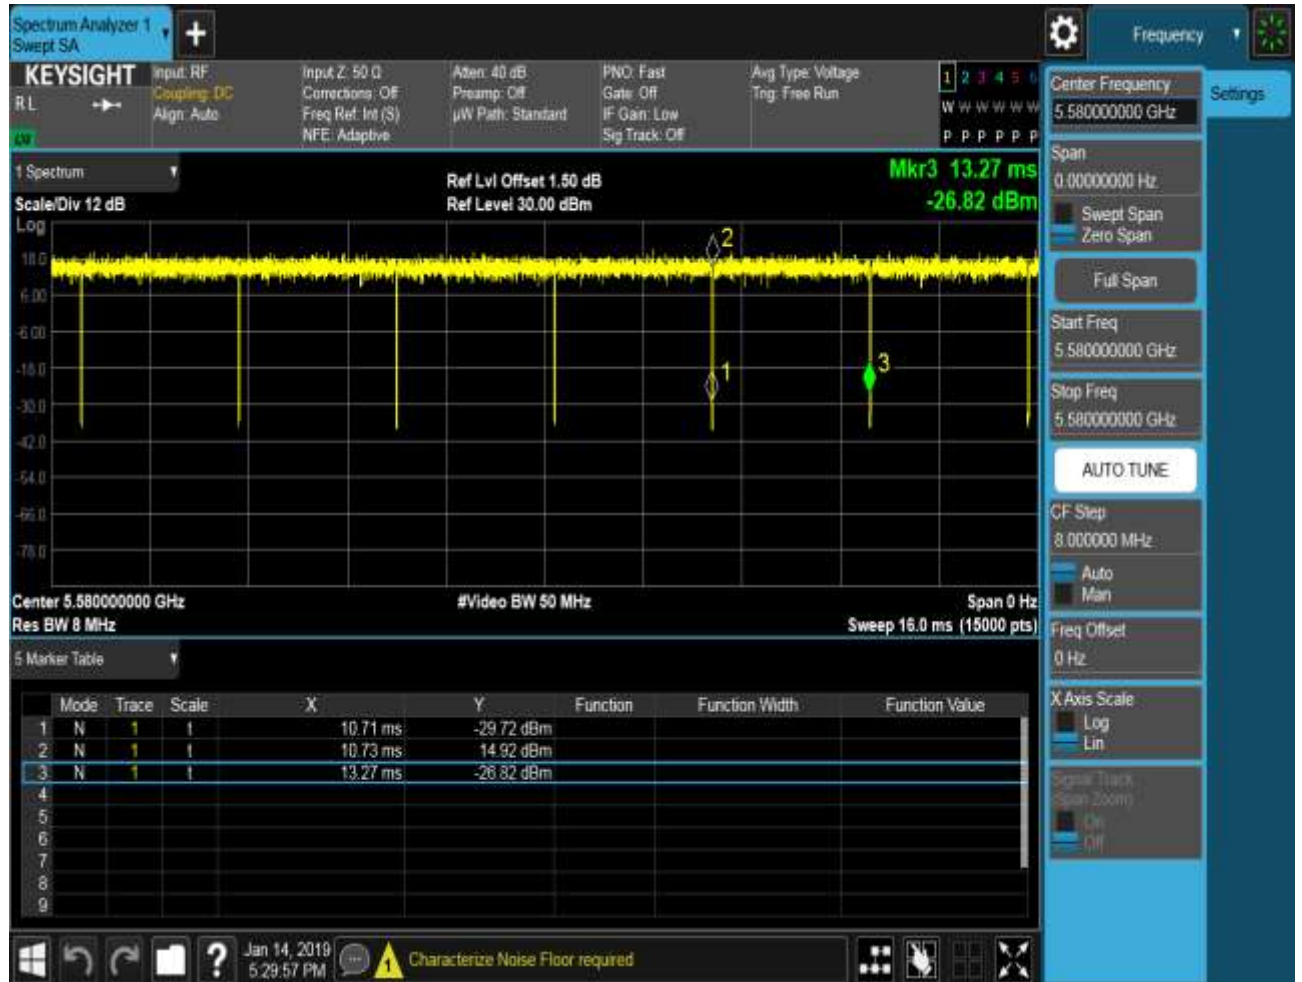 Spectrum Analyzer 1
Swept SA
Frequency
KEYSIGHT
RL
Input: RF
Coupling: DC
Align: Auto
Input Z: 50 Ω
Corrections: Off
Freq Ref: Int (S)
NFE: Adaptive
Atten: 40 dB
Preamp: Off
µW Path: Standard
PNO: Fast
Gate: Off
IF Gain: Low
Sig Track: Off
Avg Type: Voltage
Trig: Free Run
1 2 3 4 5 6
W W W W W W
P P P P P P
1 Spectrum
Scale/Div 12 dB
Ref Lvl Offset 1.50 dB
Ref Level 30.00 dBm
Mkr3 13.27 ms
-26.82 dBm
Log
18.0
6.00
-6.00
-18.0
-30.0
-42.0
-54.0
-66.0
-78.0
2
1
3
Center 5.580000000 GHz
Res BW 8 MHz
#Video BW 50 MHz
Span 0 Hz
Sweep 16.0 ms (15000 pts)
5 Marker Table
Mode Trace Scale X Y Function Function Width Function Value
1 N 1 t 10.71 ms -29.72 dBm
2 N 1 t 10.73 ms 14.92 dBm
3 N 1 t 13.27 ms -26.82 dBm
4
5
6
7
8
9
Jan 14, 2019
5:29:57 PM
1
Characterize Noise Floor required
Settings
Center Frequency
5.580000000 GHz
Span
0.00000000 Hz
Swept Span
Zero Span
Full Span
Start Freq
5.580000000 GHz
Stop Freq
5.580000000 GHz
AUTO TUNE
CF Step
8.000000 MHz
Auto
Man
Freq Offset
0 Hz
X Axis Scale
Log
Lin
Signal Track
(Span Zoom)
On
Off